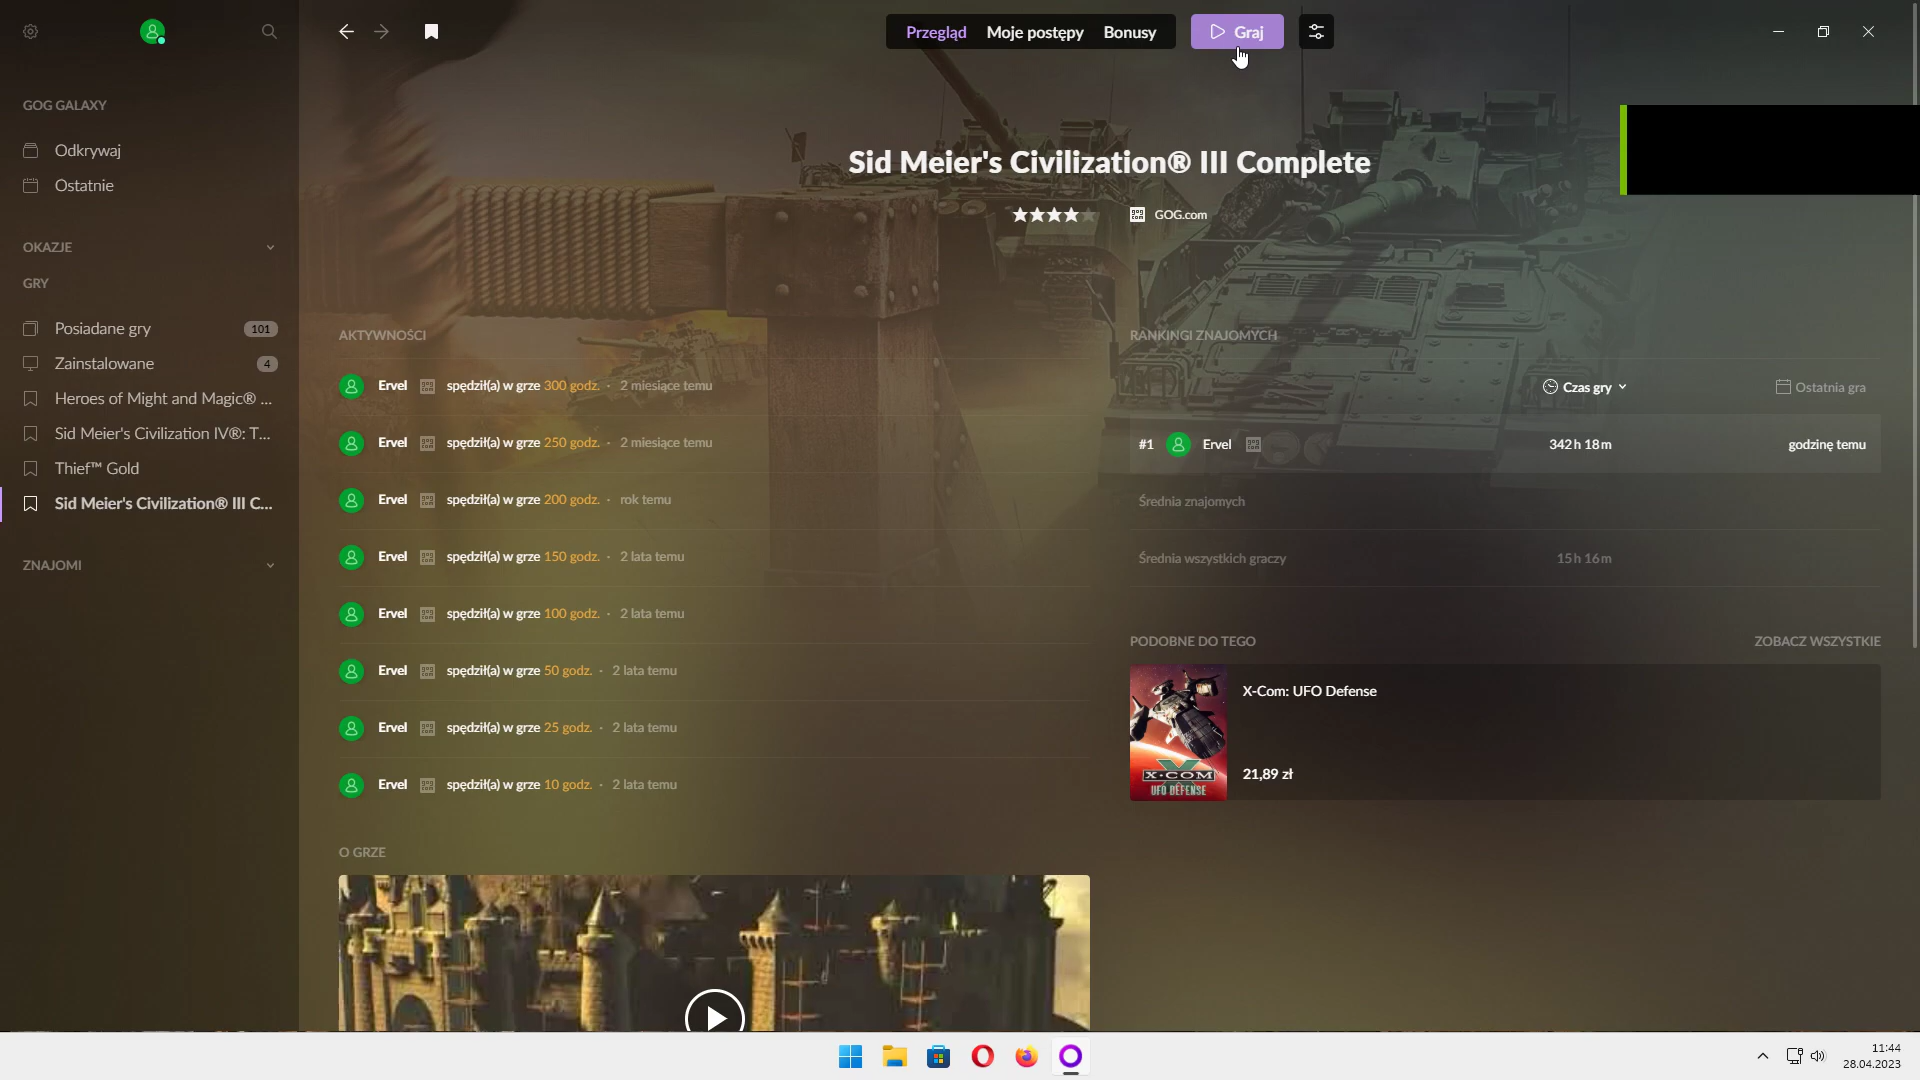 Przegląd
Moje postępy
Bonusy
Graj
GOG GALAXY
Odkrywaj
Ostatnie
OKAZJE
GRY
Posiadane gry 101
Zainstalowane 4
Heroes of Might and Magic® ...
Sid Meier's Civilization IV®: T...
Thief™ Gold
Sid Meier's Civilization® III C...
ZNAJOMI
Sid Meier's Civilization® III Complete
GOG.com
AKTYWNOŚCI
Ervel spędził(a) w grze 300 godz. · 2 miesiące temu
Ervel spędził(a) w grze 250 godz. · 2 miesiące temu
Ervel spędził(a) w grze 200 godz. · rok temu
Ervel spędził(a) w grze 150 godz. · 2 lata temu
Ervel spędził(a) w grze 100 godz. · 2 lata temu
Ervel spędził(a) w grze 50 godz. · 2 lata temu
Ervel spędził(a) w grze 25 godz. · 2 lata temu
Ervel spędził(a) w grze 10 godz. · 2 lata temu
O GRZE
RANKINGI ZNAJOMYCH
Czas gry Ostatnia gra
#1 Ervel 342 h 18 m godzinę temu
Średnia znajomych
Średnia wszystkich graczy 15 h 16 m
PODOBNE DO TEGO ZOBACZ WSZYSTKIE
X-COM
UFO DEFENSE
X-Com: UFO Defense
21,89 zł
11:44
28.04.2023